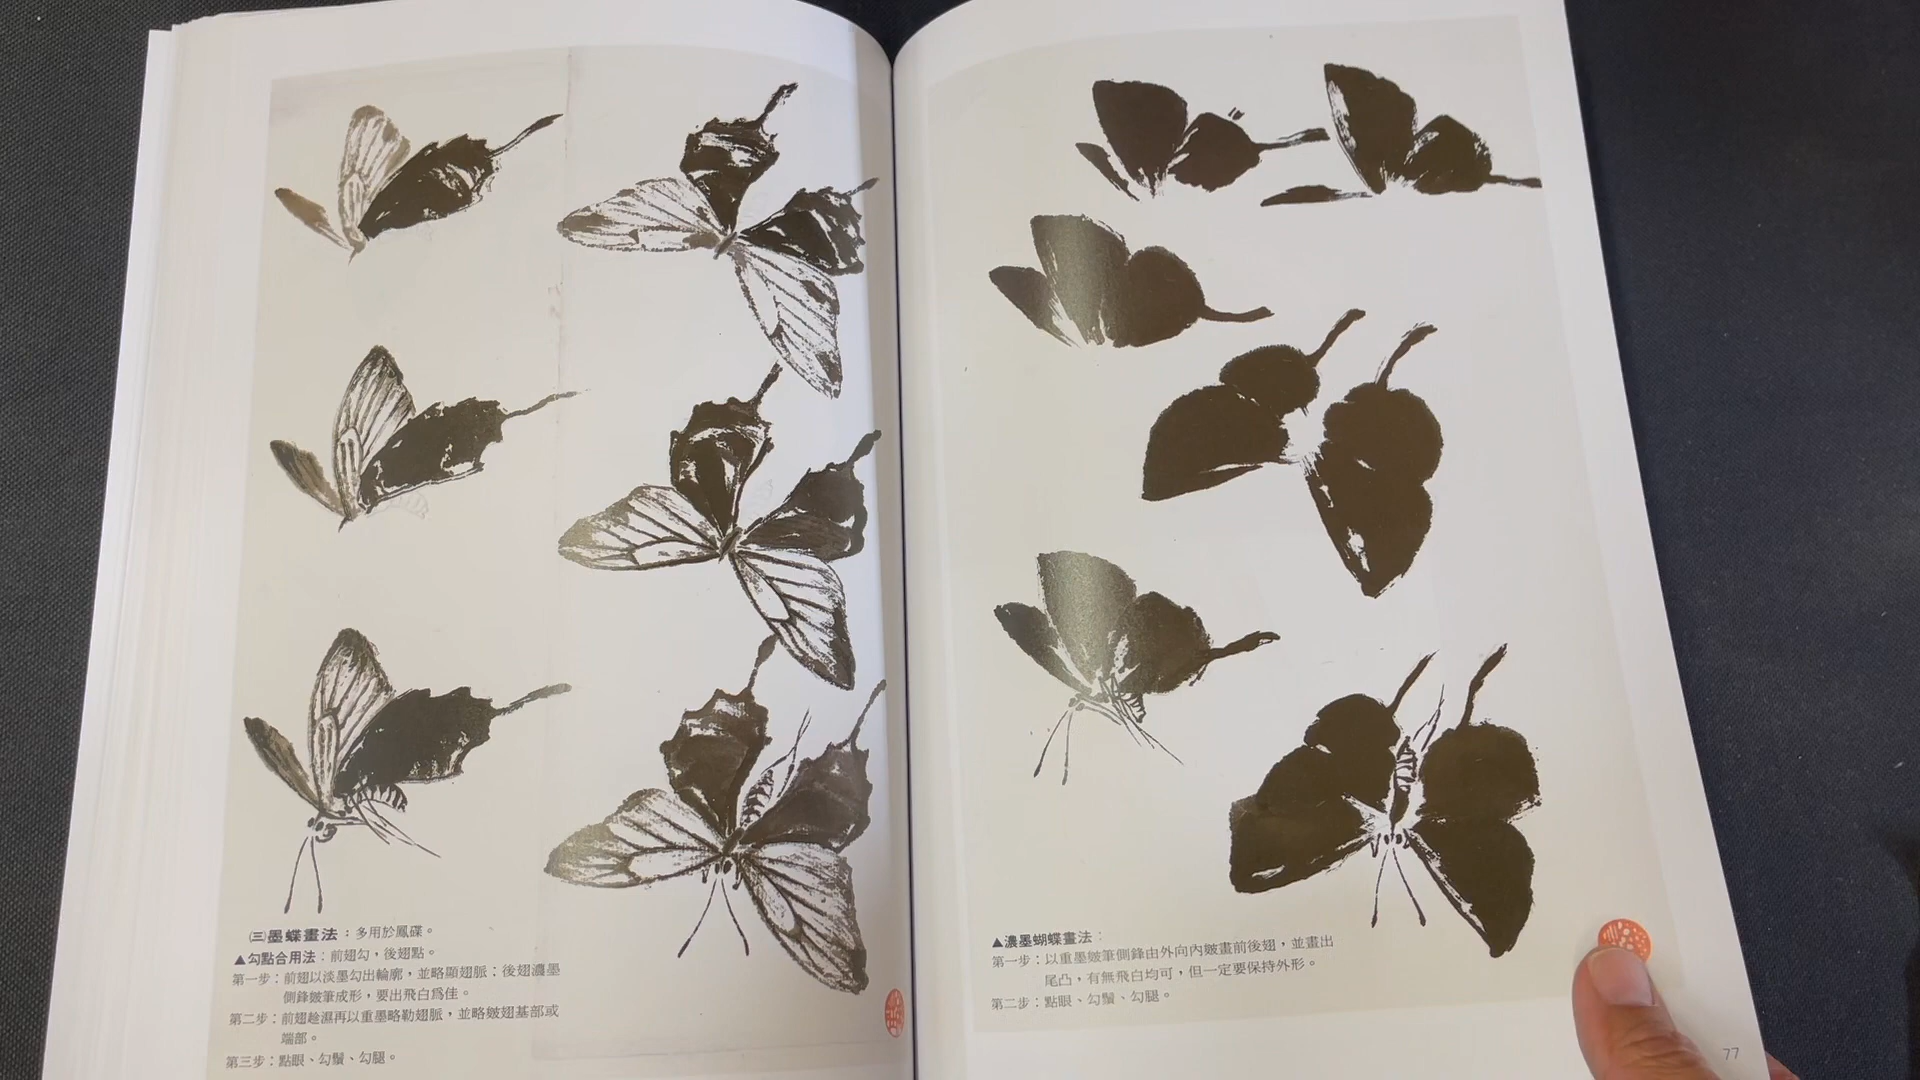 ㈢墨蝶畫法：多用於鳳碟。
▲勾點合用法：前翅勾，後翅點。
第一步：前翅以淡墨勾出輪廓，並略顯翅脈；後翅濃墨
側鋒皴筆成形，要出飛白爲佳。
第二步：前翅趁濕再以重墨略勒翅脈，並略皴翅基部或
端部。
第三步：點眼、勾鬚、勾腿。
▲濃墨蝴蝶畫法：
第一步：以重墨皴筆側鋒由外向內皴畫前後翅，並畫出
尾凸，有無飛白均可，但一定要保持外形。
第二步：點眼、勾鬚、勾腿。
77